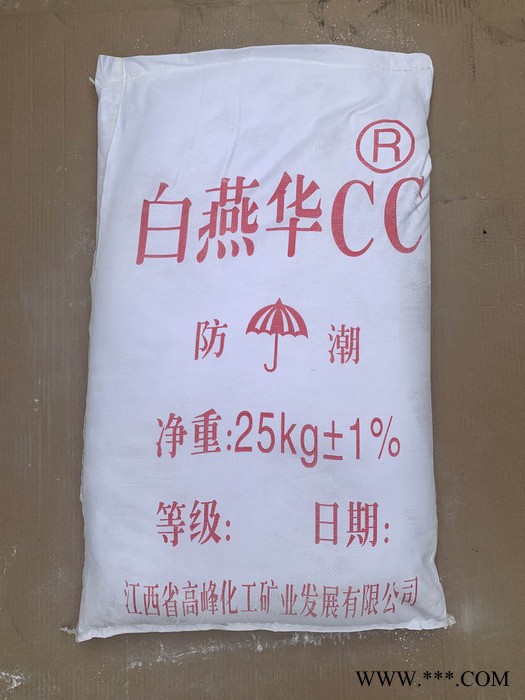 ®
白燕华CC
防 潮
净重:25kg±1%
等级: 日期:
江西省高峰化工矿业发展有限公司
WWW.***.COM